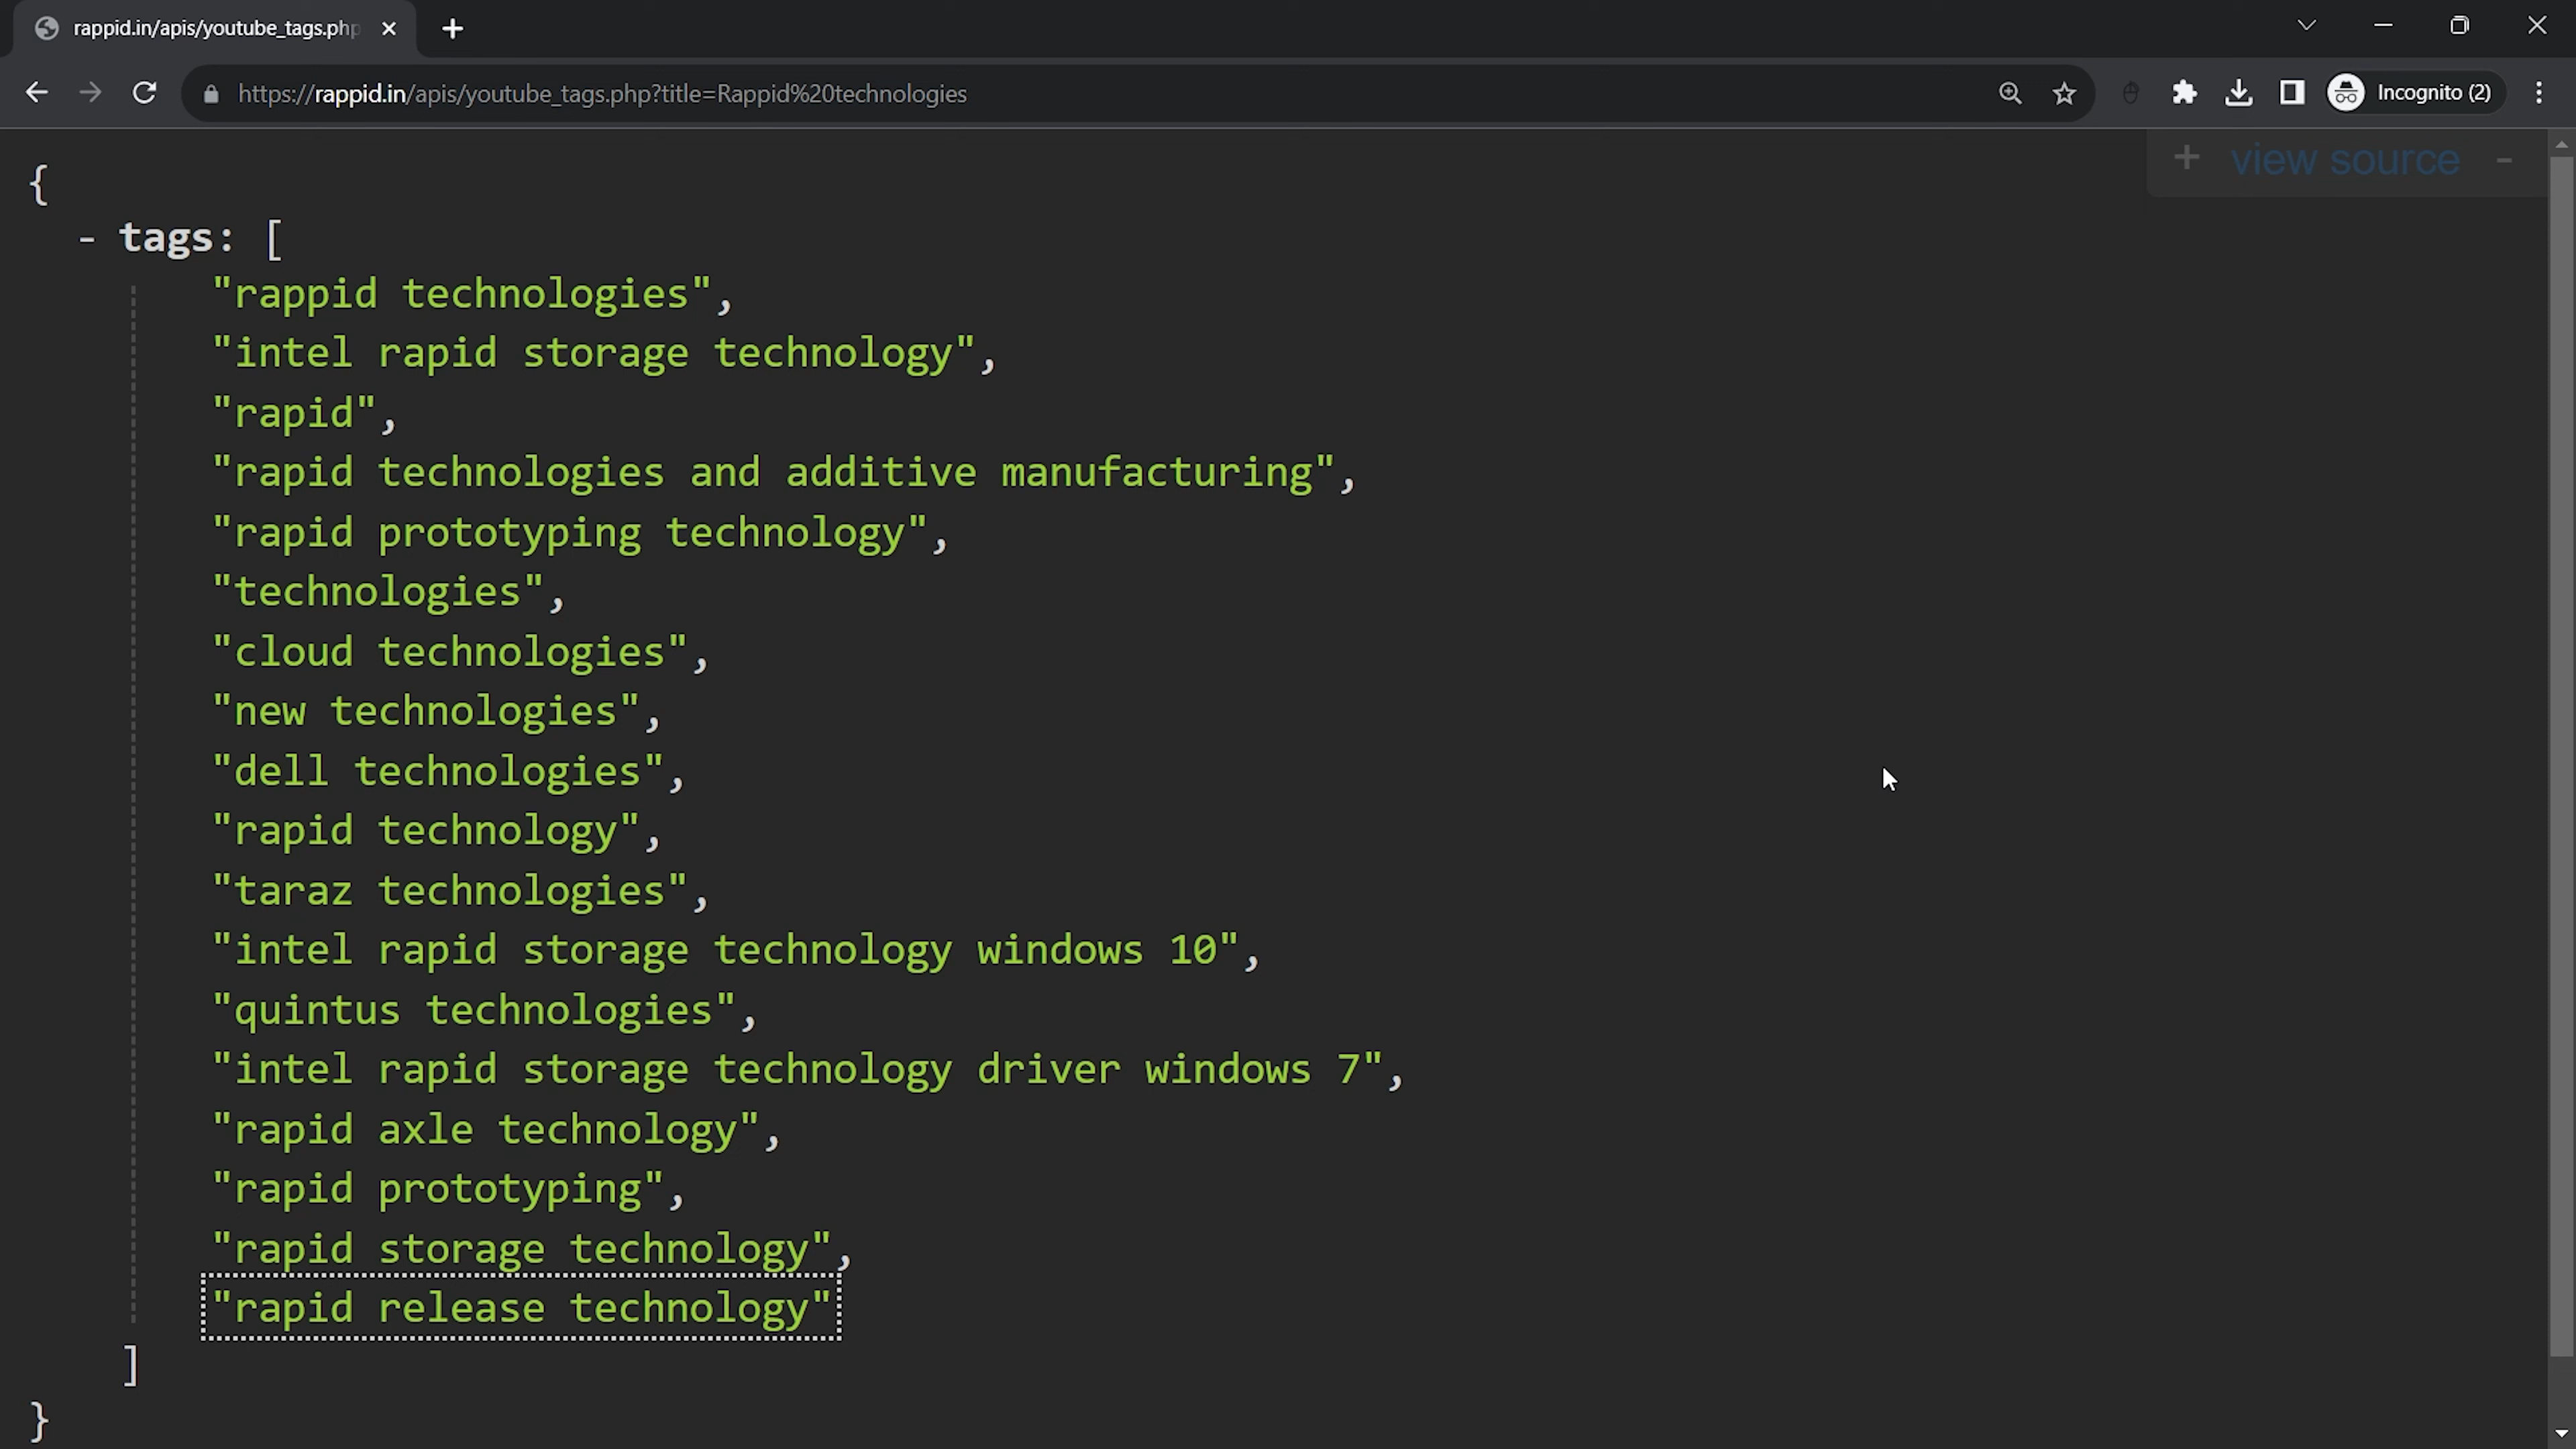 rappid.in/apis/youtube_tags.php
https://rappid.in/apis/youtube_tags.php?title=Rappid%20technologies
Incognito (2)
+ view source -
{
- tags: [
"rappid technologies",
"intel rapid storage technology",
"rapid",
"rapid technologies and additive manufacturing",
"rapid prototyping technology",
"technologies",
"cloud technologies",
"new technologies",
"dell technologies",
"rapid technology",
"taraz technologies",
"intel rapid storage technology windows 10",
"quintus technologies",
"intel rapid storage technology driver windows 7",
"rapid axle technology",
"rapid prototyping",
"rapid storage technology",
"rapid release technology"
]
}